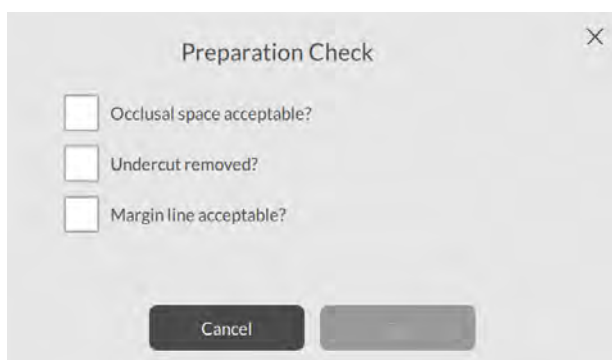 Preparation Check
Occlusal space acceptable?
Undercut removed?
Margin line acceptable?
Cancel